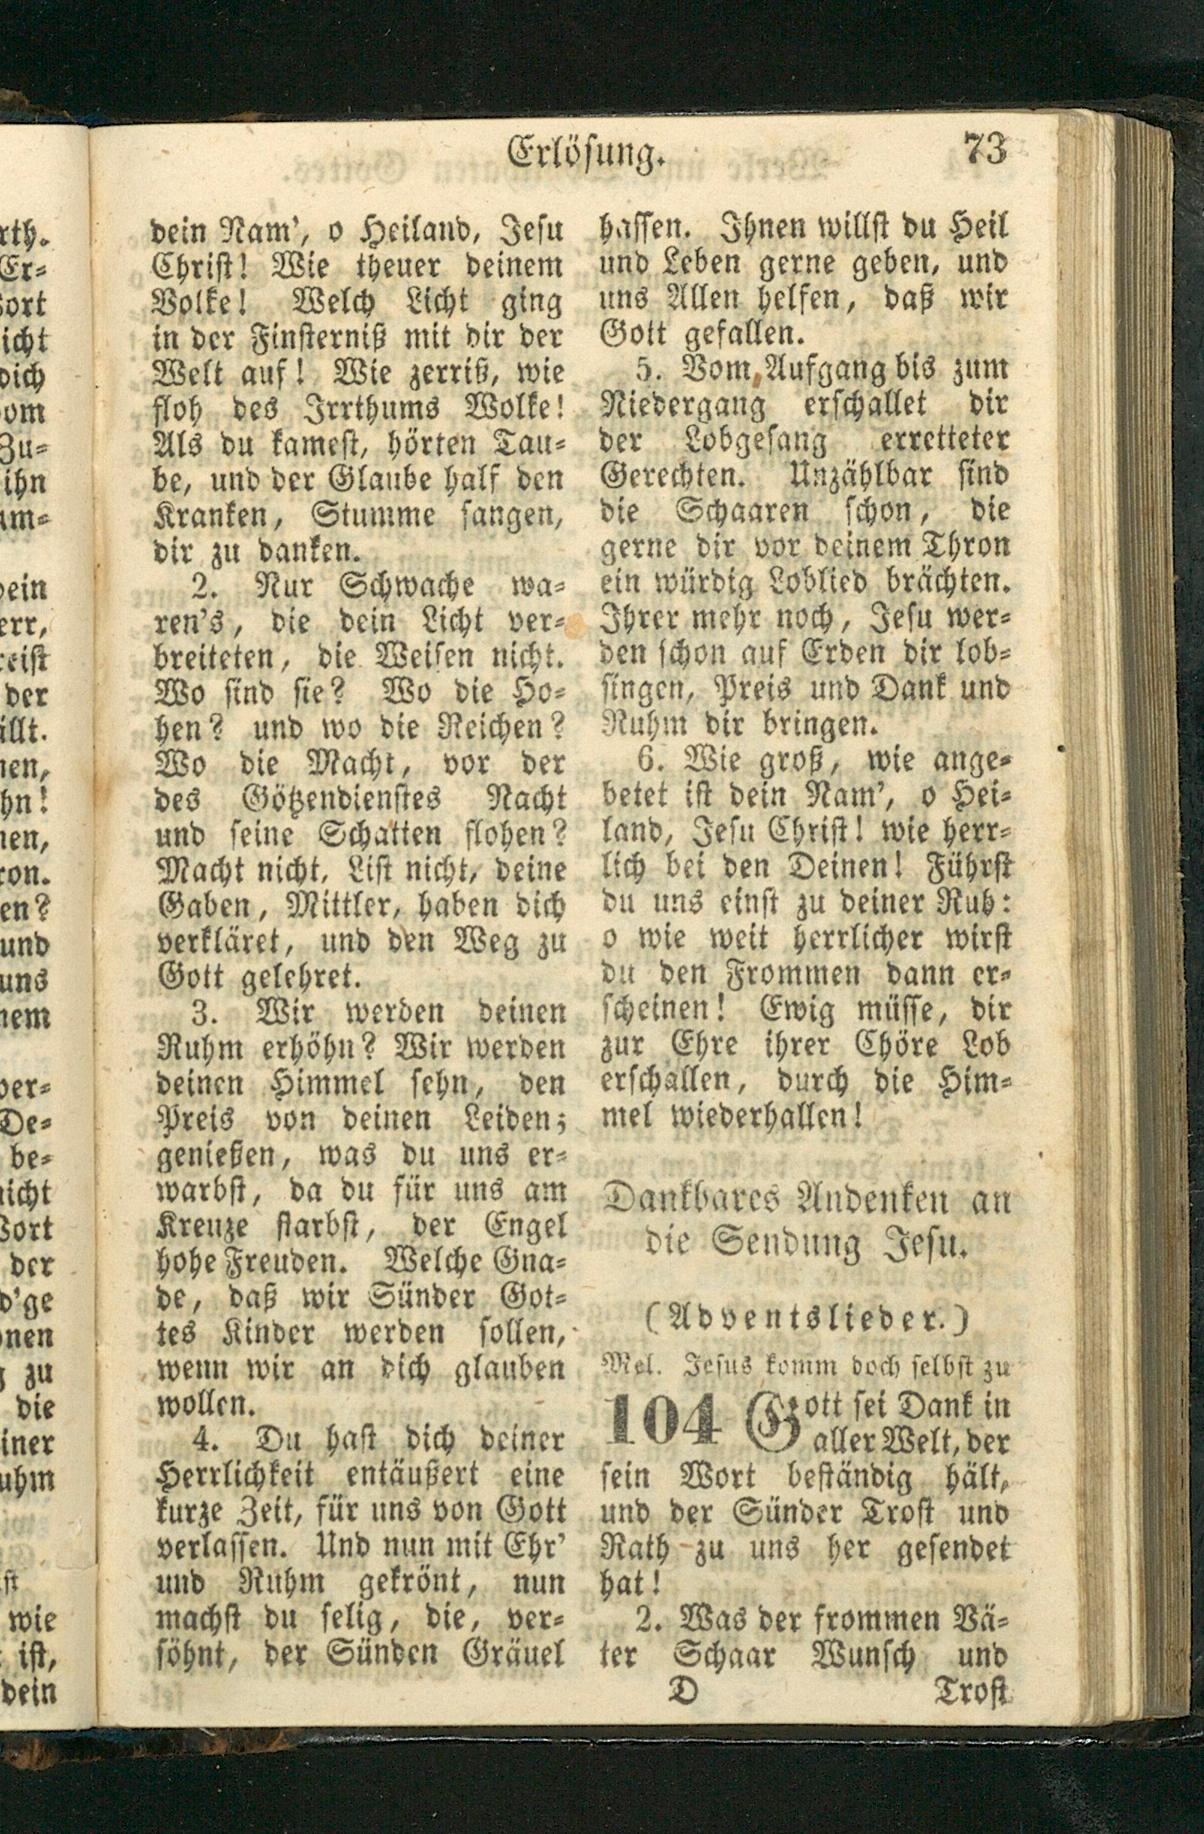 Erlösung. 73
dein Nam', o Heiland, Jesu
Christ! Wie theuer deinem
Volke! Welch Licht ging
in der Finsterniß mit dir der
Welt auf! Wie zerriß, wie
floh des Irrthums Wolke!
Als du kamest, hörten Tau-
be, und der Glaube half den
Kranken, Stumme sangen,
dir zu danken.
2. Nur Schwache wa-
ren's, die dein Licht ver-
breiteten, die Weisen nicht.
Wo sind sie? Wo die Ho-
hen? und wo die Reichen?
Wo die Macht, vor der
des Götzendienstes Nacht
und seine Schatten flohen?
Macht nicht, List nicht, deine
Gaben, Mittler, haben dich
verkläret, und den Weg zu
Gott gelehret.
3. Wir werden deinen
Ruhm erhöhn? Wir werden
deinen Himmel sehn, den
Preis von deinen Leiden;
genießen, was du uns er-
warbst, da du für uns am
Kreuze starbst, der Engel
hohe Freuden. Welche Gna-
de, daß wir Sünder Got-
tes Kinder werden sollen,
wenn wir an dich glauben
wollen.
4. Du hast dich deiner
Herrlichkeit entäußert eine
kurze Zeit, für uns von Gott
verlassen. Und nun mit Ehr'
und Ruhm gekrönt, nun
machst du selig, die, ver-
söhnt, der Sünden Gräuel
hassen. Ihnen willst du Heil
und Leben gerne geben, und
uns Allen helfen, daß wir
Gott gefallen.
5. Vom Aufgang bis zum
Niedergang erschallet dir
der Lobgesang erretteter
Gerechten. Unzählbar sind
die Schaaren schon, die
gerne dir vor deinem Thron
ein würdig Loblied brächten.
Ihrer mehr noch, Jesu wer-
den schon auf Erden dir lob-
singen, Preis und Dank und
Ruhm dir bringen.
6. Wie groß, wie ange-
betet ist dein Nam', o Hei-
land, Jesu Christ! wie herr-
lich bei den Deinen! Führst
du uns einst zu deiner Ruh:
o wie weit herrlicher wirst
du den Frommen dann er-
scheinen! Ewig müsse, dir
zur Ehre ihrer Chöre Lob
erschallen, durch die Him-
mel wiederhallen!
Dankbares Andenken an
die Sendung Jesu.
(Adventslieder.)
Mel. Jesus komm doch selbst zu
104 Gott sei Dank in
aller Welt, der
sein Wort beständig hält,
und der Sünder Trost und
Rath zu uns her gesendet
hat!
2. Was der frommen Vä-
ter Schaar Wunsch und
D Trost